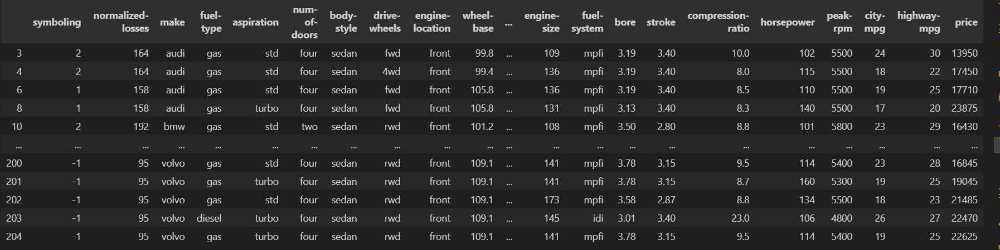 symboling normalized-losses make fuel-type aspiration num-of-doors body-style drive-wheels engine-location wheel-base ... engine-size fuel-system bore stroke compression-ratio horsepower peak-rpm city-mpg highway-mpg price
3 2 164 audi gas std four sedan fwd front 99.8 ... 109 mpfi 3.19 3.40 10.0 102 5500 24 30 13950
4 2 164 audi gas std four sedan 4wd front 99.4 ... 136 mpfi 3.19 3.40 8.0 115 5500 18 22 17450
6 1 158 audi gas std four sedan fwd front 105.8 ... 136 mpfi 3.19 3.40 8.5 110 5500 19 25 17710
8 1 158 audi gas turbo four sedan fwd front 105.8 ... 131 mpfi 3.13 3.40 8.3 140 5500 17 20 23875
10 2 192 bmw gas std two sedan rwd front 101.2 ... 108 mpfi 3.50 2.80 8.8 101 5800 23 29 16430
... ... ... ... ... ... ... ... ... ... ... ... ... ... ... ... ... ... ... ... ... ...
200 -1 95 volvo gas std four sedan rwd front 109.1 ... 141 mpfi 3.78 3.15 9.5 114 5400 23 28 16845
201 -1 95 volvo gas turbo four sedan rwd front 109.1 ... 141 mpfi 3.78 3.15 8.7 160 5300 19 25 19045
202 -1 95 volvo gas std four sedan rwd front 109.1 ... 173 mpfi 3.58 2.87 8.8 134 5500 18 23 21485
203 -1 95 volvo diesel turbo four sedan rwd front 109.1 ... 145 idi 3.01 3.40 23.0 106 4800 26 27 22470
204 -1 95 volvo gas turbo four sedan rwd front 109.1 ... 141 mpfi 3.78 3.15 9.5 114 5400 19 25 22625